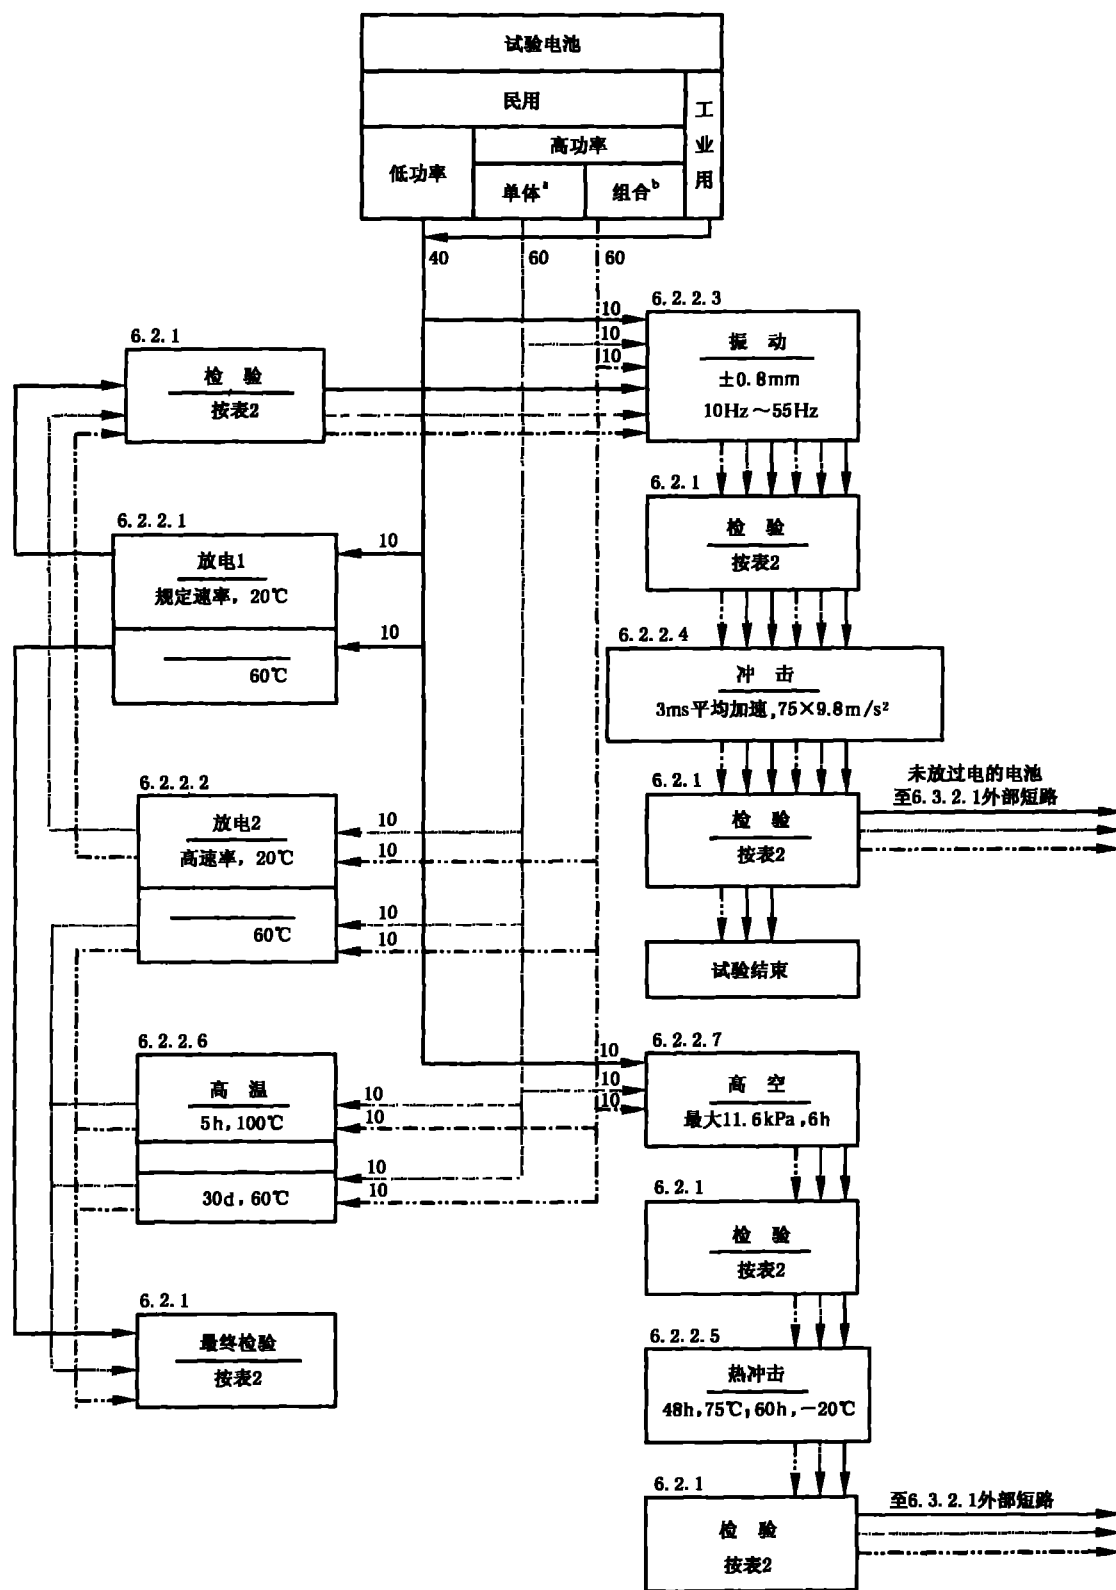 试验电池
民用
工业用
高功率
低功率
单体a
组合b
40
60
60
6.2.2.3
10
振 动
10
10
±0.8mm
10Hz～55Hz
6.2.1
检 验
按表2
6.2.1
检 验
按表2
6.2.2.1
放电1
规定速率，20℃
10
10
60℃
6.2.2.4
冲 击
3ms平均加速,75×9.8m/s²
6.2.1
检 验
按表2
未放过电的电池
至6.3.2.1外部短路
6.2.2.2
放电2
高速率，20℃
10
10
10
10
60℃
试验结束
6.2.2.6
高 温
5h,100℃
10
10
10
10
30d,60℃
6.2.2.7
10
10
10
高 空
最大11.6kPa,6h
6.2.1
检 验
按表2
6.2.1
最终检验
按表2
6.2.2.5
热冲击
48h,75℃;60h,－20℃
6.2.1
检 验
按表2
至6.3.2.1外部短路